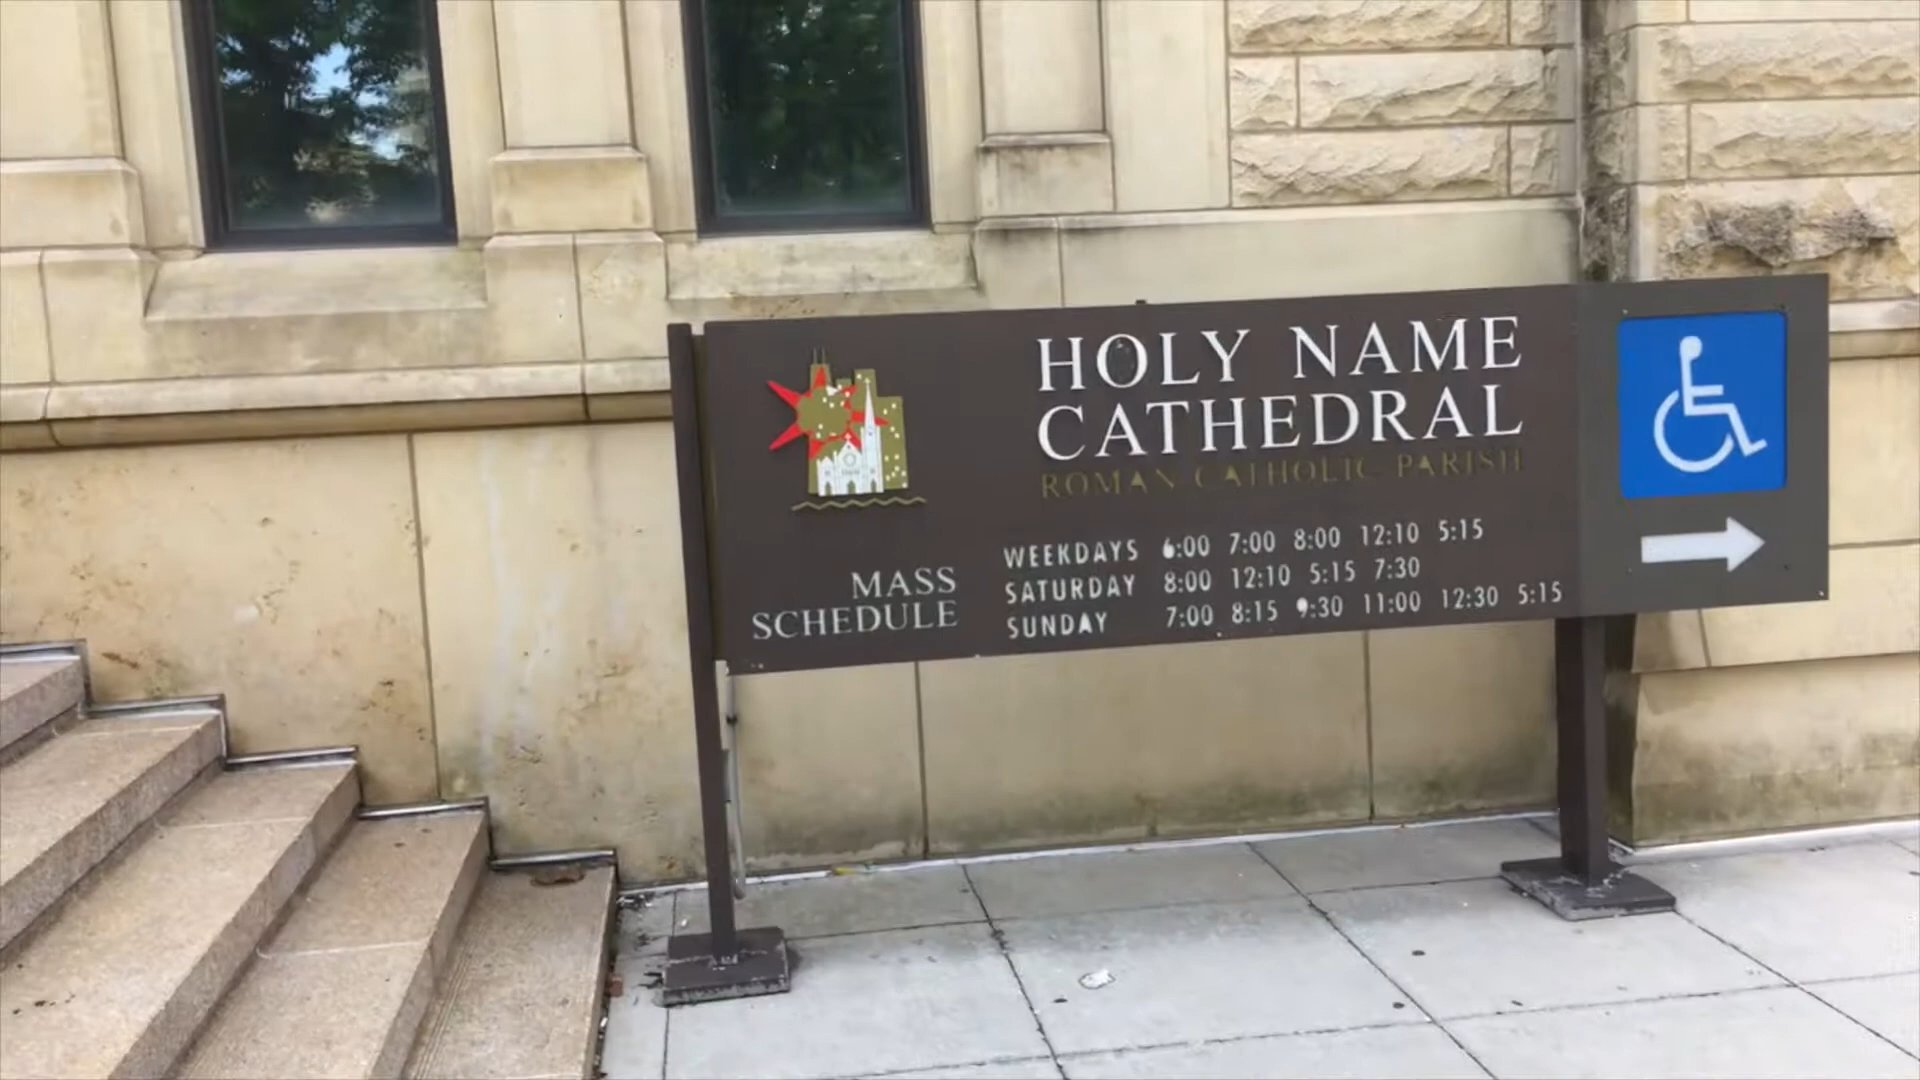 HOLY NAME
CATHEDRAL
ROMAN CATHOLIC PARISH
MASS
SCHEDULE
WEEKDAYS 6:00 7:00 8:00 12:10 5:15
SATURDAY 8:00 12:10 5:15 7:30
SUNDAY 7:00 8:15 9:30 11:00 12:30 5:15